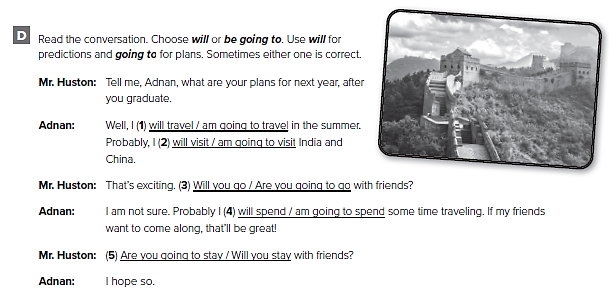 D Read the conversation. Choose will or be going to. Use will for
predictions and going to for plans. Sometimes either one is correct.
Mr. Huston: Tell me, Adnan, what are your plans for next year, after
you graduate.
Adnan: Well, I (1) will travel / am going to travel in the summer.
Probably, I (2) will visit / am going to visit India and
China.
Mr. Huston: That's exciting. (3) Will you go / Are you going to go with friends?
Adnan: I am not sure. Probably I (4) will spend / am going to spend some time traveling. If my friends
want to come along, that'll be great!
Mr. Huston: (5) Are you going to stay / Will you stay with friends?
Adnan: I hope so.